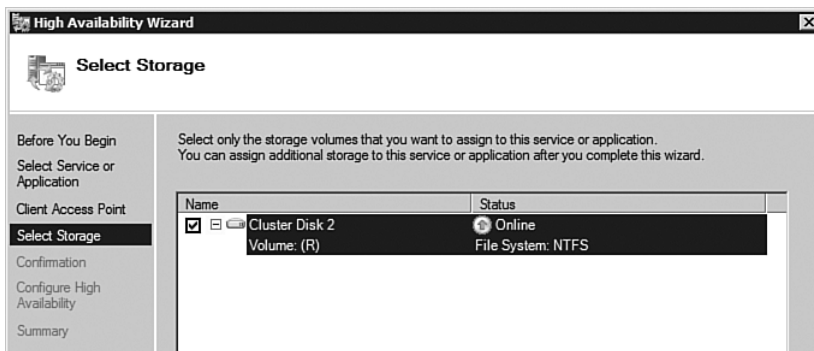 High Availability Wizard
Select Storage
Before You Begin
Select Service or
Application
Client Access Point
Select Storage
Confirmation
Configure High
Availability
Summary
Select only the storage volumes that you want to assign to this service or application.
You can assign additional storage to this service or application after you complete this wizard.
Name Status
Cluster Disk 2 Online
Volume: (R) File System: NTFS